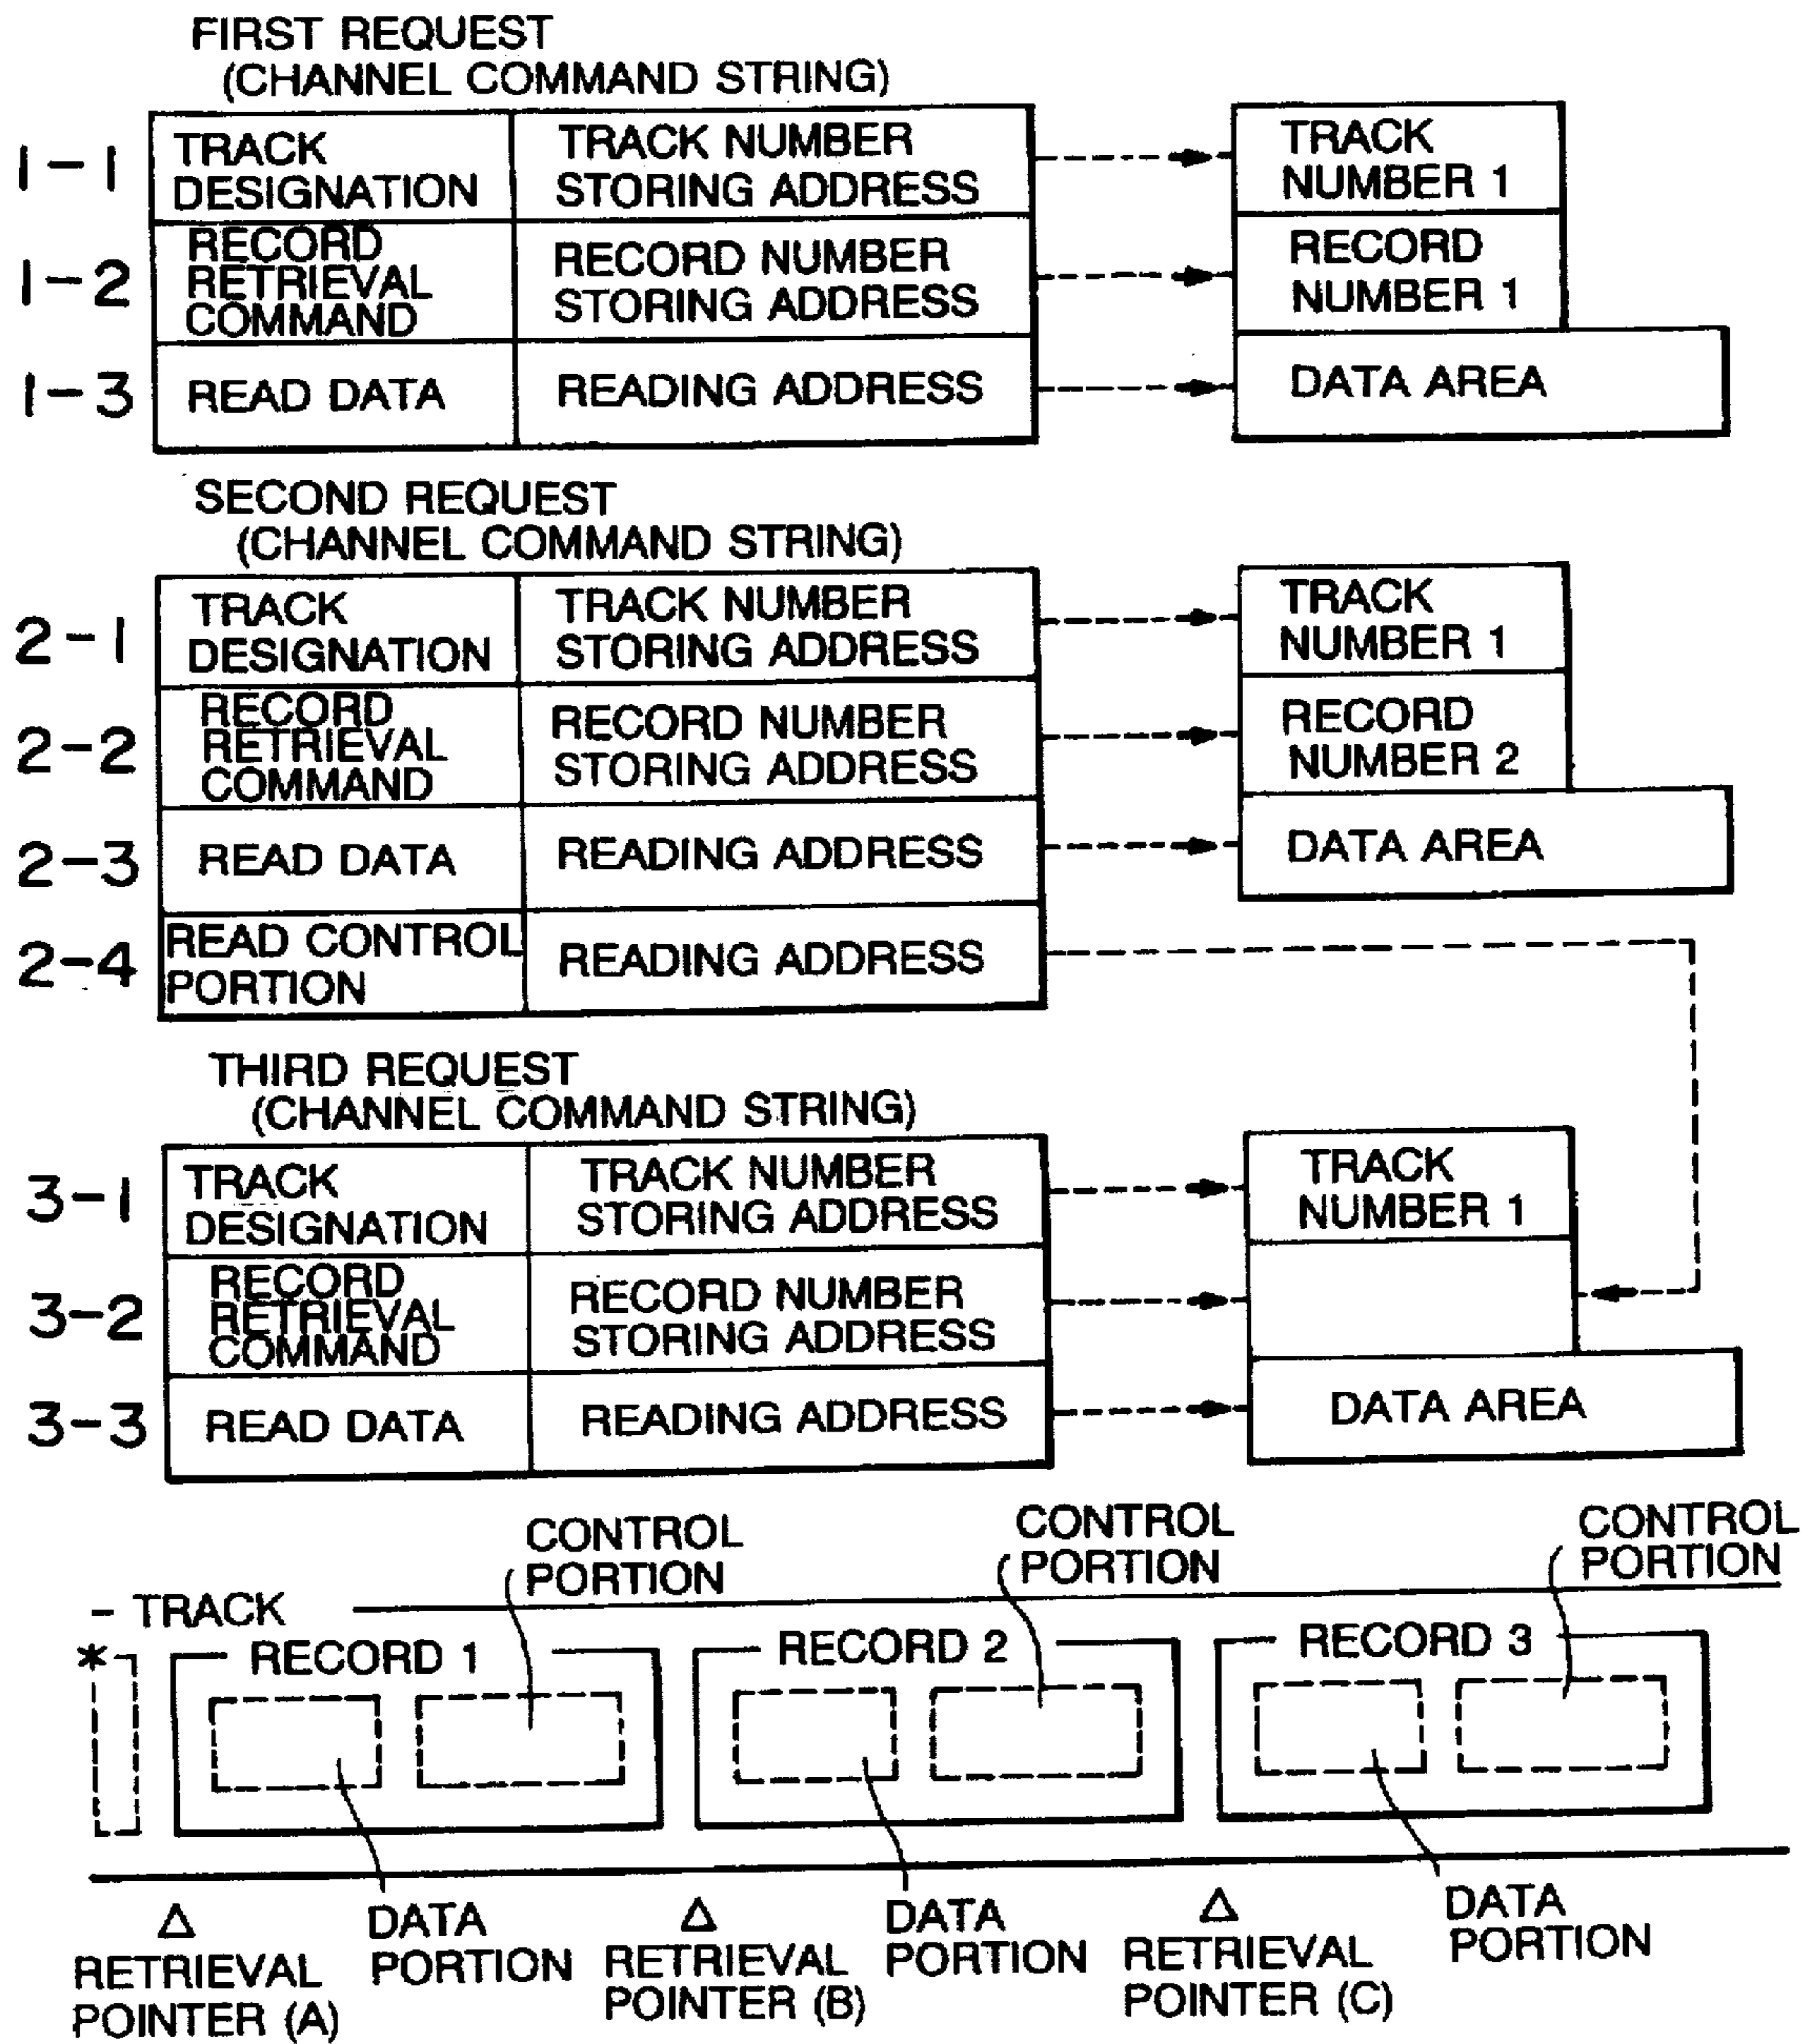 FIRST REQUEST
(CHANNEL COMMAND STRING)
1-1
TRACK
DESIGNATION
TRACK NUMBER
STORING ADDRESS
TRACK
NUMBER 1
1-2
RECORD
RETRIEVAL
COMMAND
RECORD NUMBER
STORING ADDRESS
RECORD
NUMBER 1
1-3
READ DATA
READING ADDRESS
DATA AREA
SECOND REQUEST
(CHANNEL COMMAND STRING)
2-1
TRACK
DESIGNATION
TRACK NUMBER
STORING ADDRESS
TRACK
NUMBER 1
2-2
RECORD
RETRIEVAL
COMMAND
RECORD NUMBER
STORING ADDRESS
RECORD
NUMBER 2
2-3
READ DATA
READING ADDRESS
DATA AREA
2-4
READ CONTROL
PORTION
READING ADDRESS
THIRD REQUEST
(CHANNEL COMMAND STRING)
3-1
TRACK
DESIGNATION
TRACK NUMBER
STORING ADDRESS
TRACK
NUMBER 1
3-2
RECORD
RETRIEVAL
COMMAND
RECORD NUMBER
STORING ADDRESS
3-3
READ DATA
READING ADDRESS
DATA AREA
CONTROL
PORTION
CONTROL
PORTION
CONTROL
PORTION
- TRACK
*
RECORD 1
RECORD 2
RECORD 3
Δ
RETRIEVAL
POINTER (A)
DATA
PORTION
Δ
RETRIEVAL
POINTER (B)
DATA
PORTION
Δ
RETRIEVAL
POINTER (C)
DATA
PORTION